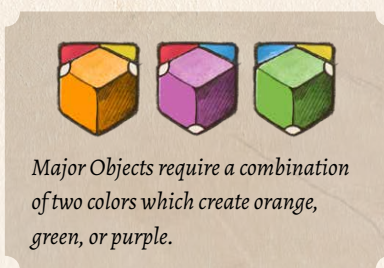 Major Objects require a combination
of two colors which create orange,
green, or purple.